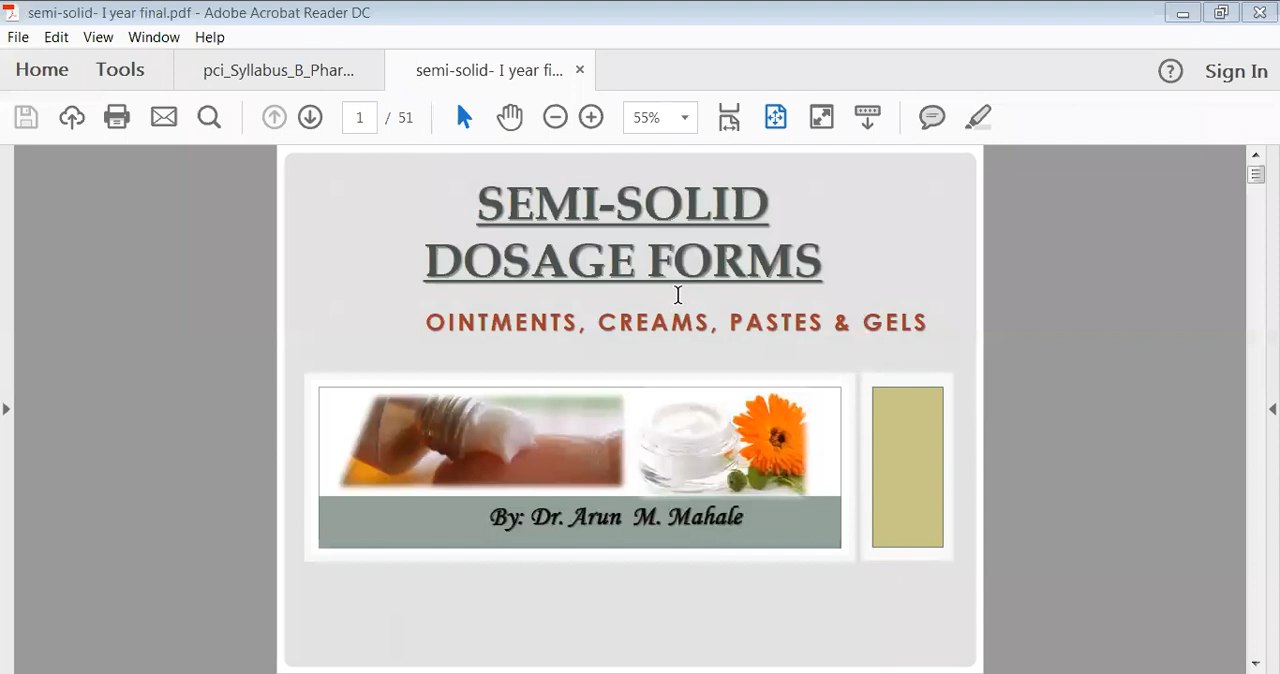 semi-solid- I year final.pdf - Adobe Acrobat Reader DC
File Edit View Window Help
Home Tools pci_Syllabus_B_Phar... semi-solid- I year fi... Sign In
1 / 51 55%
SEMI-SOLID
DOSAGE FORMS
OINTMENTS, CREAMS, PASTES & GELS
By: Dr. Arun M. Mahale